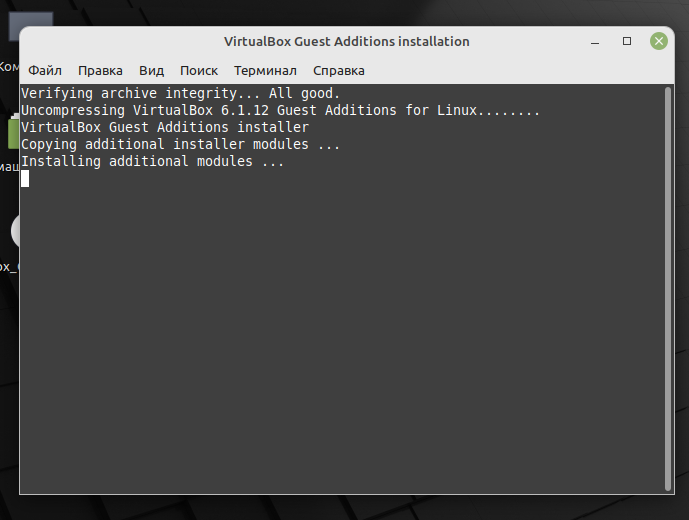 VirtualBox Guest Additions installation
Файл Правка Вид Поиск Терминал Справка
Verifying archive integrity... All good.
Uncompressing VirtualBox 6.1.12 Guest Additions for Linux........
VirtualBox Guest Additions installer
Copying additional installer modules ...
Installing additional modules ...